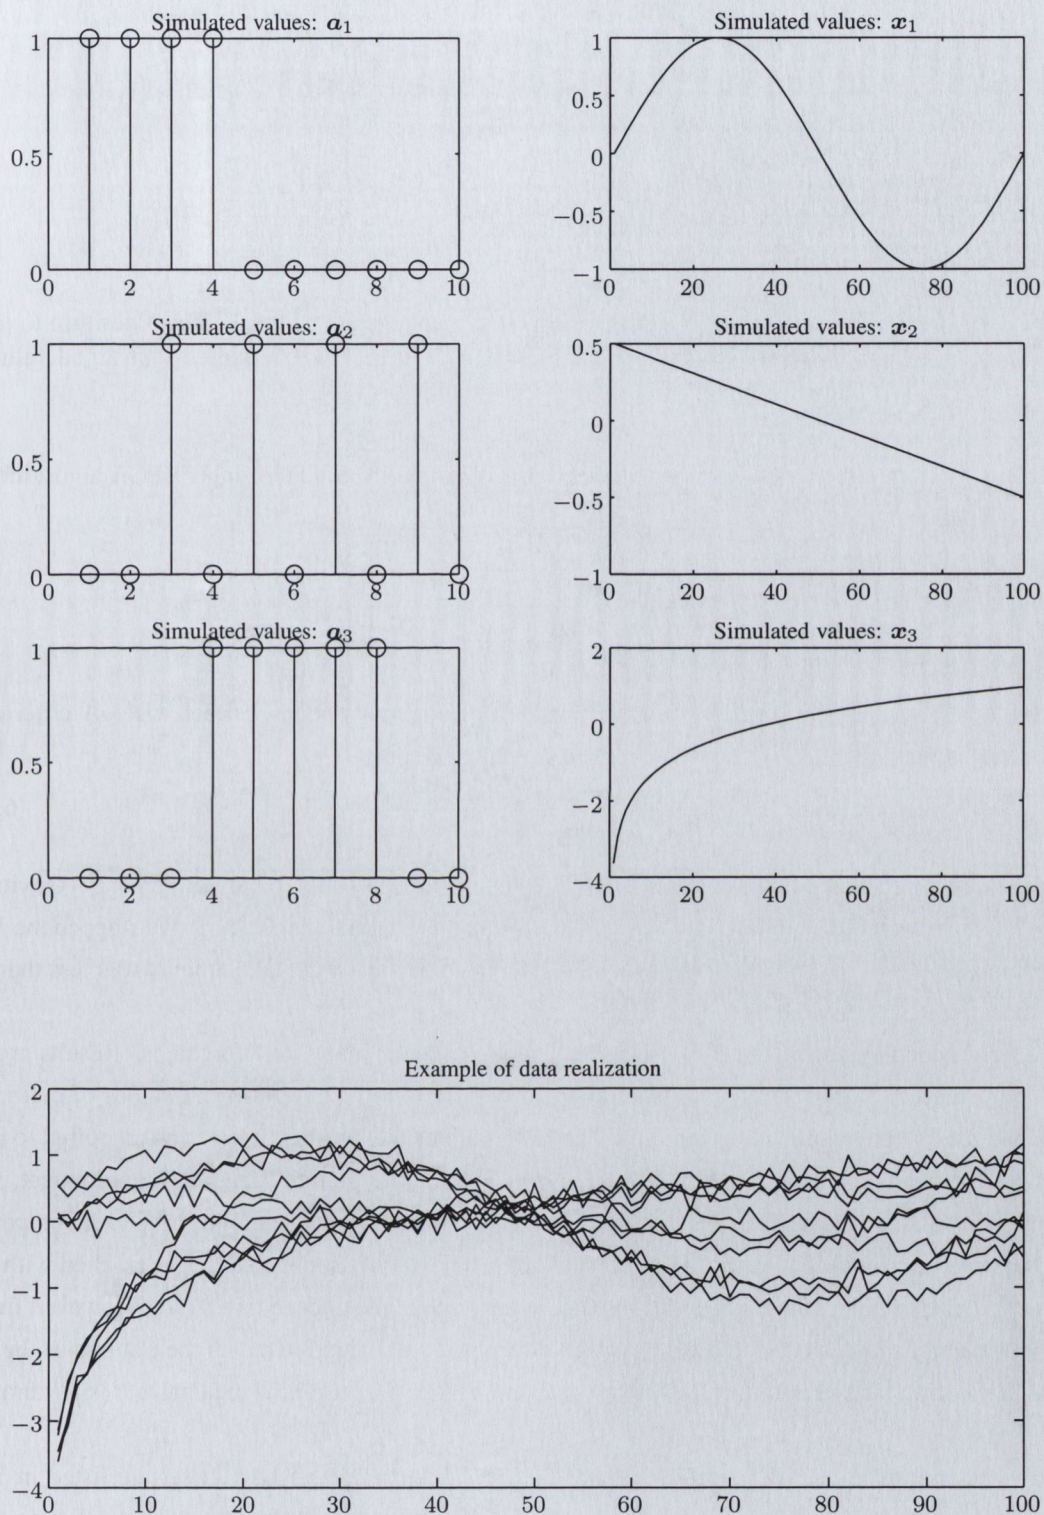 Simulated values: a1
1
0.5
0
0 2 4 6 8 10
Simulated values: x1
1
0.5
0
−0.5
−1
0 20 40 60 80 100
Simulated values: a2
1
0.5
0
0 2 4 6 8 10
Simulated values: x2
0.5
0
−0.5
−1
0 20 40 60 80 100
Simulated values: a3
1
0.5
0
0 2 4 6 8 10
Simulated values: x3
2
0
−2
−4
0 20 40 60 80 100
Example of data realization
2
1
0
−1
−2
−3
−4
0 10 20 30 40 50 60 70 80 90 100